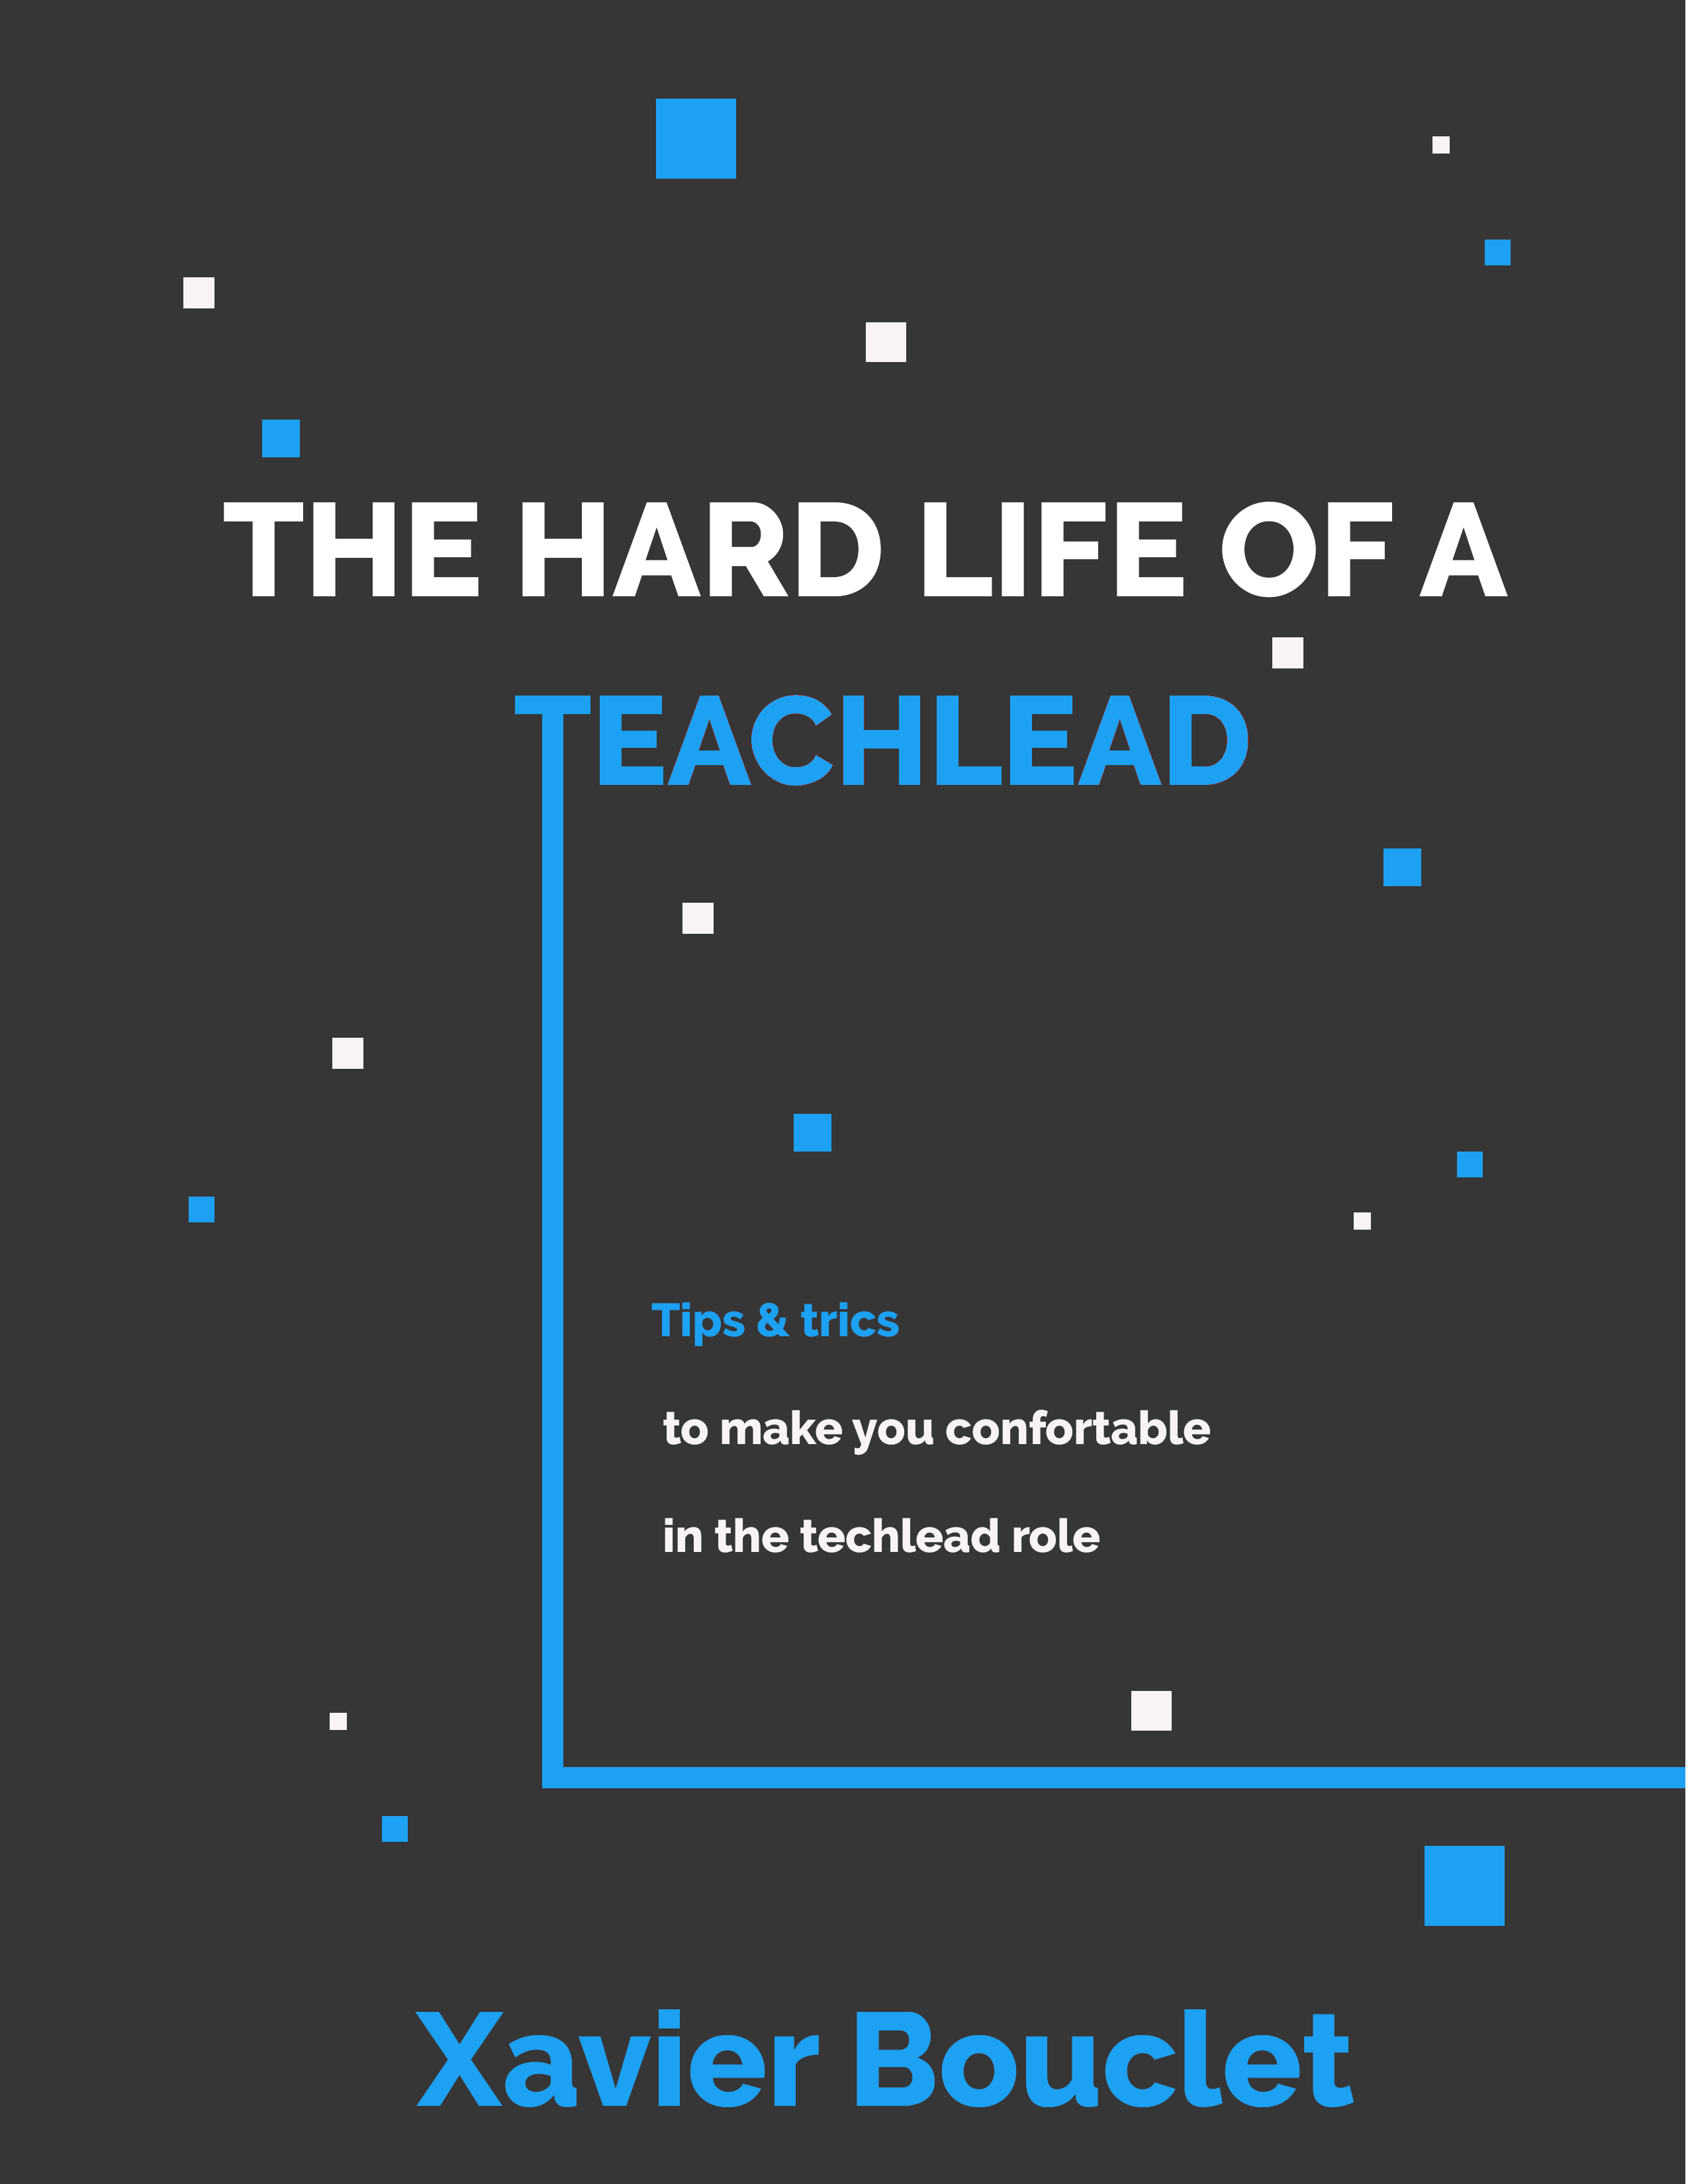 THE HARD LIFE OF A
TEACHLEAD
Tips & trics
to make you confortable
in the techlead role
Xavier Bouclet